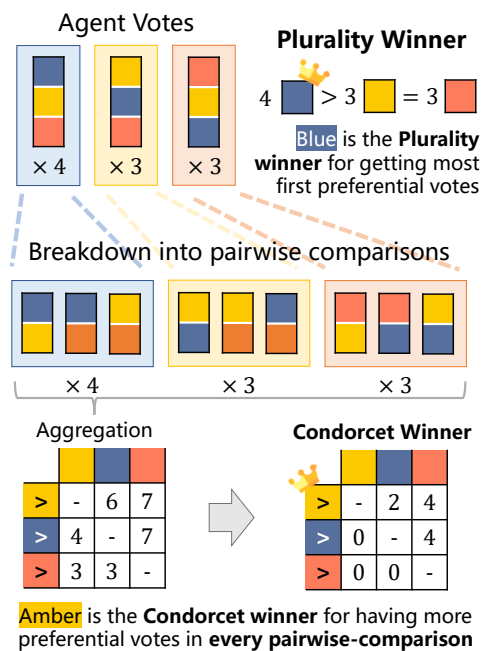 Agent Votes
× 4
× 3
× 3
Plurality Winner
4 > 3 = 3
Blue is the Plurality
winner for getting most
first preferential votes
Breakdown into pairwise comparisons
× 4
× 3
× 3
Aggregation
> - 6 7
> 4 - 7
> 3 3 -
Condorcet Winner
> - 2 4
> 0 - 4
> 0 0 -
Amber is the Condorcet winner for having more
preferential votes in every pairwise-comparison